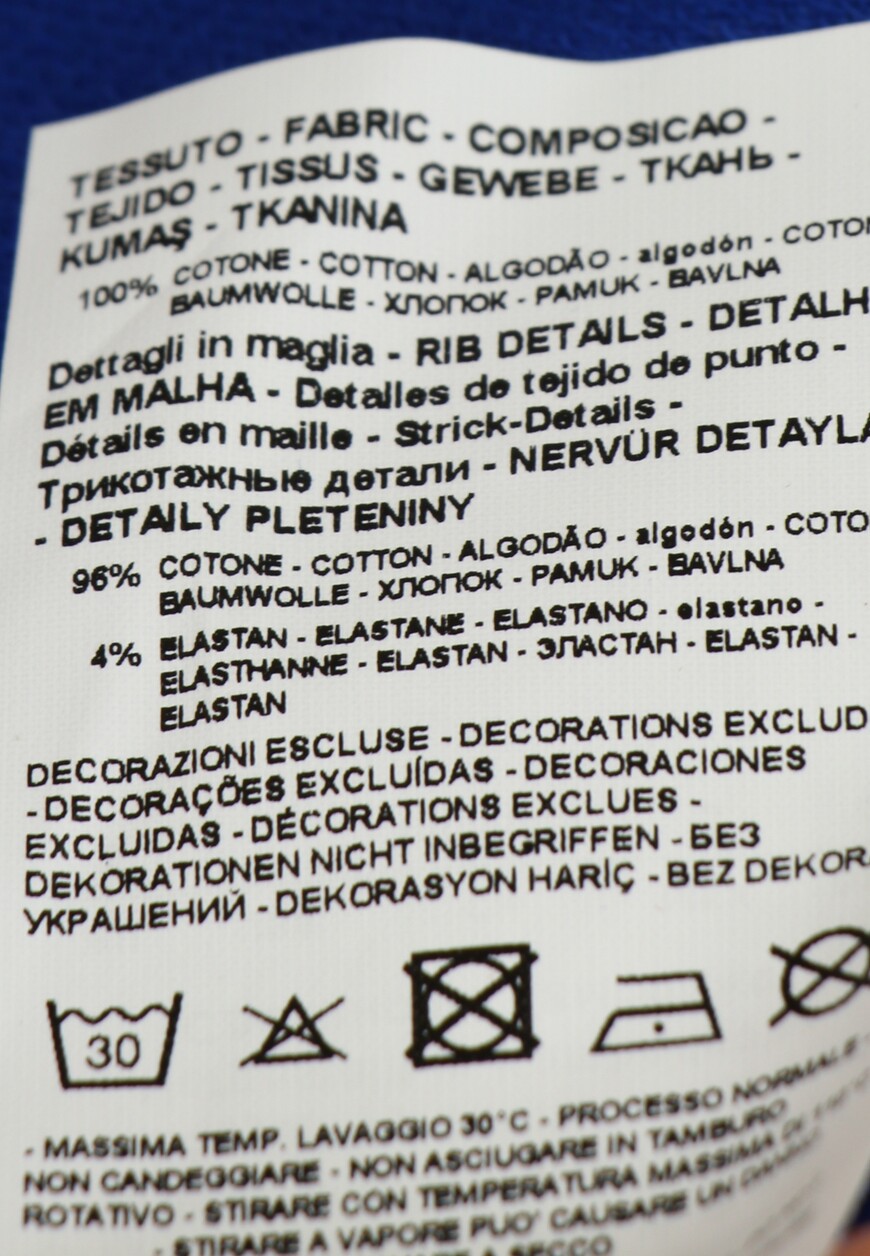 TESSUTO - FABRIC - COMPOSICAO -
TEJIDO - TISSUS - GEWEBE - ТКАНЬ -
KUMAŞ - TKANINA
100% COTONE - COTTON - ALGODÃO - algodón - COTON
BAUMWOLLE - ХЛОПОК - PAMUK - BAVLNA
Dettagli in maglia - RIB DETAILS - DETALH
EM MALHA - Detalles de tejido de punto -
Détails en maille - Strick-Details -
Трикотажные детали - NERVÜR DETAYLA
- DETAILY PLETENINY
96% COTONE - COTTON - ALGODÃO - algodón - COTO
BAUMWOLLE - ХЛОПОК - PAMUK - BAVLNA
4% ELASTAN - ELASTANE - ELASTANO - elastano -
ELASTHANNE - ELASTAN - ЭЛАСТАН - ELASTAN -
ELASTAN
DECORAZIONI ESCLUSE - DECORATIONS EXCLUD
- DECORAÇÕES EXCLUÍDAS - DECORACIONES
EXCLUIDAS - DÉCORATIONS EXCLUES -
DEKORATIONEN NICHT INBEGRIFFEN - БЕЗ
УКРАШЕНИЙ - DEKORASYON HARİÇ - BEZ DEKOR
30
- MASSIMA TEMP. LAVAGGIO 30°C - PROCESSO NORMALE -
NON CANDEGGIARE - NON ASCIUGARE IN TAMBURO
ROTATIVO - STIRARE CON TEMPERATURA MASSIMA DI
- STIRARE A VAPORE PUO' CAUSARE UN DANNO
A SECCO